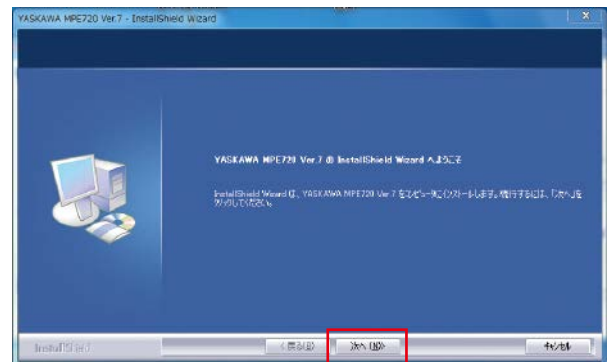 YASKAWA MPE720 Ver.7 - InstallShield Wizard
YASKAWA MPE720 Ver.7 の InstallShield Wizard へようこそ
InstallShield Wizard は、YASKAWA MPE720 Ver.7 をコンピュータにインストールします。続行するには、「次へ」を
クリックしてください。
InstallShield
< 戻る(B)
次へ(N)>
キャンセル